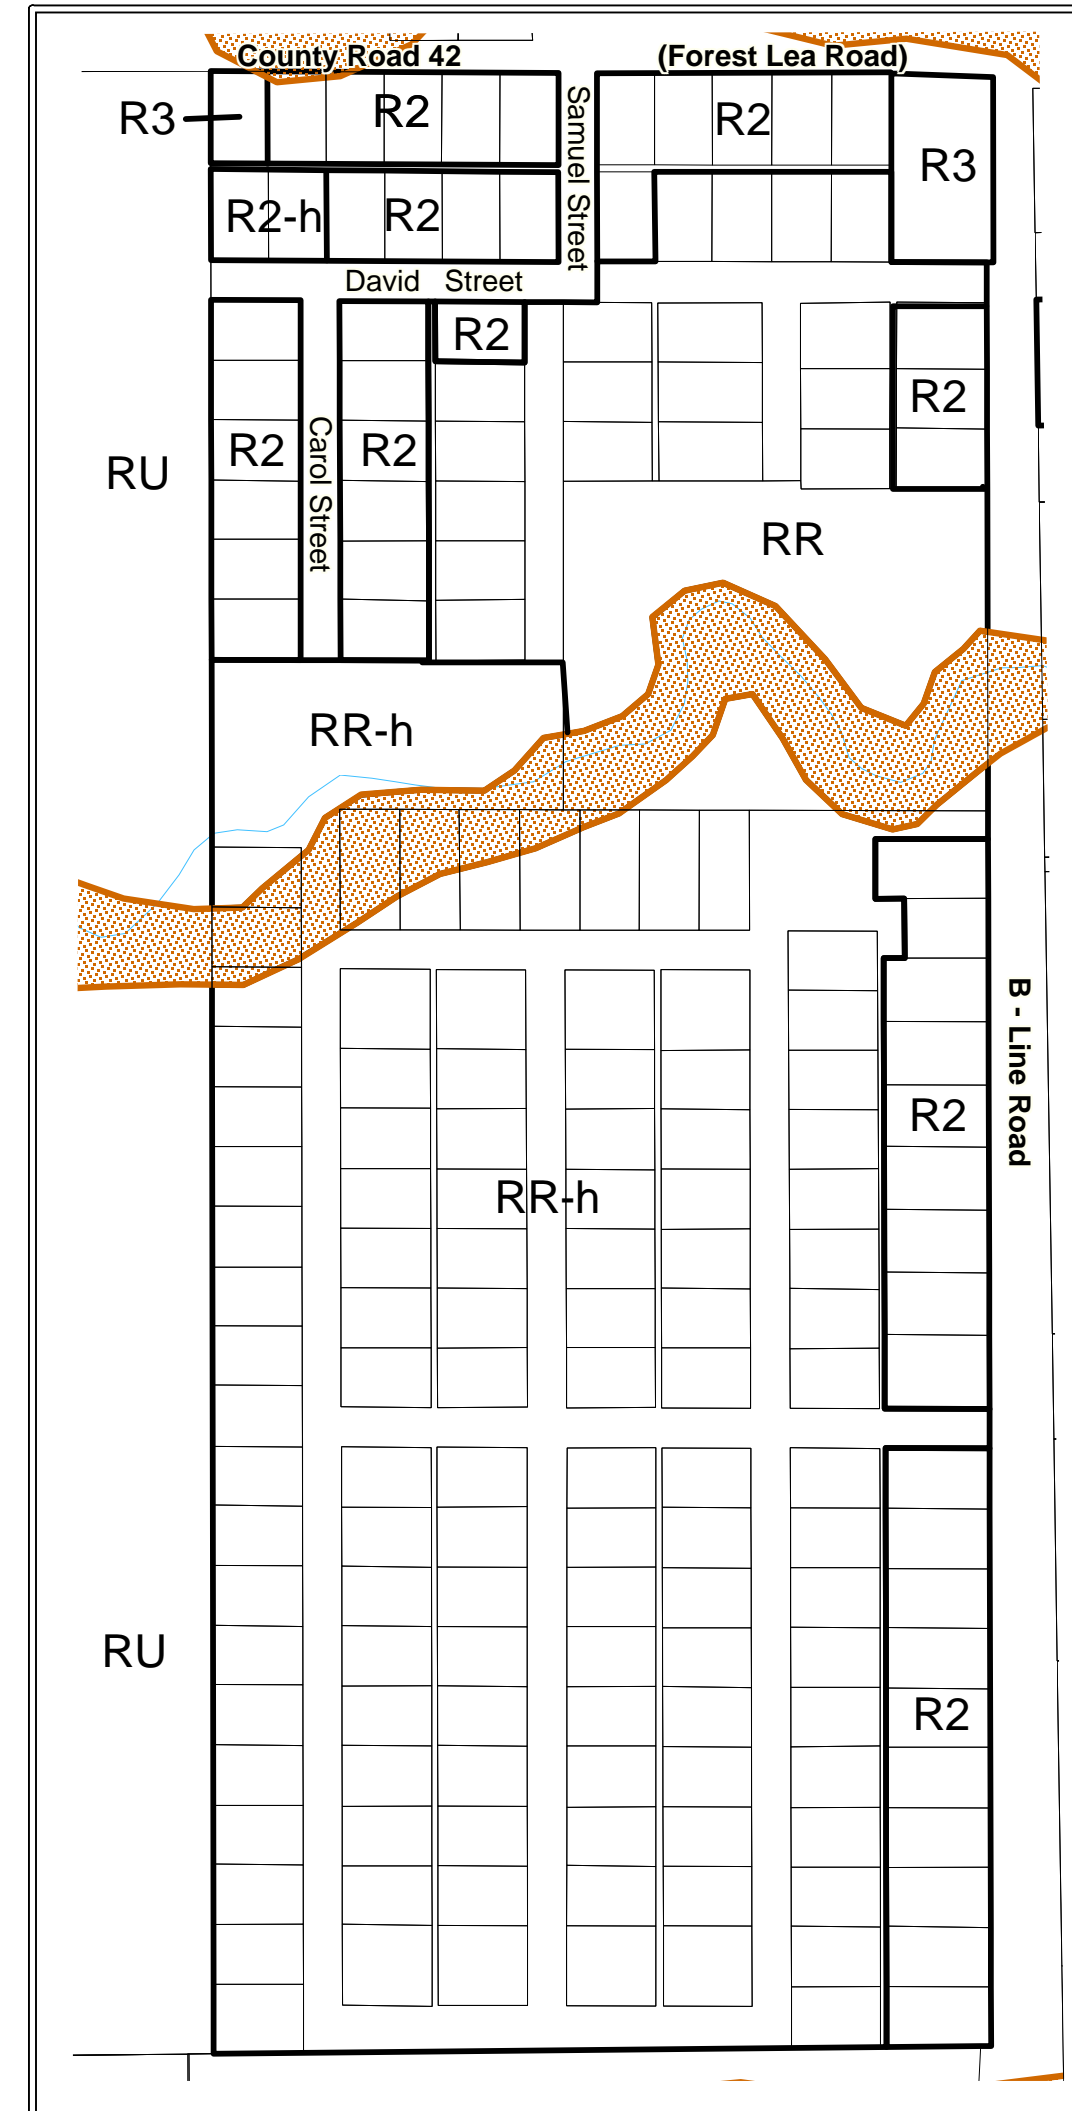 County Road 42
(Forest Lea Road)
R3
R2
Samuel Street
R2
R3
R2-h
R2
David Street
R2
R2
R2
Carol Street
R2
RU
RR
RR-h
B - Line Road
R2
RR-h
RU
R2